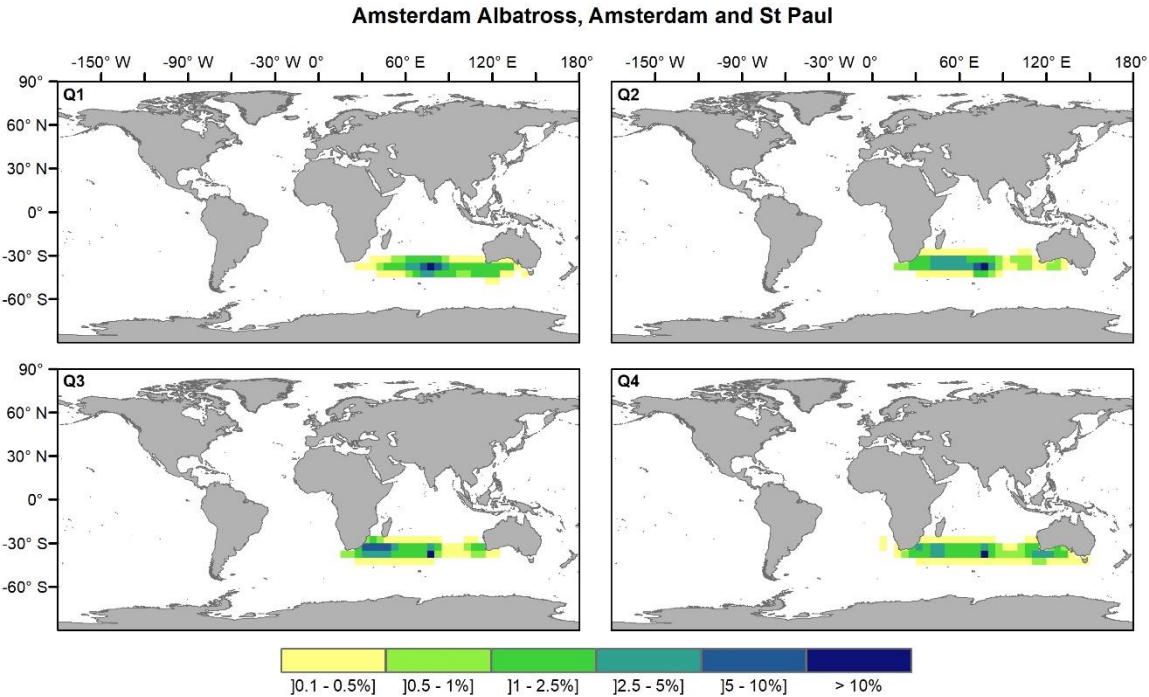 Amsterdam Albatross, Amsterdam and St Paul
-150° W -90° W -30° W 0° 60° E 120° E 180°
-150° W -90° W -30° W 0° 60° E 120° E 180°
90°
Q1
Q2
60° N
30° N
0°
-30° S
-60° S
90°
Q3
Q4
60° N
30° N
0°
-30° S
-60° S
]0.1 - 0.5%] ]0.5 - 1%] ]1 - 2.5%] ]2.5 - 5%] ]5 - 10%] > 10%